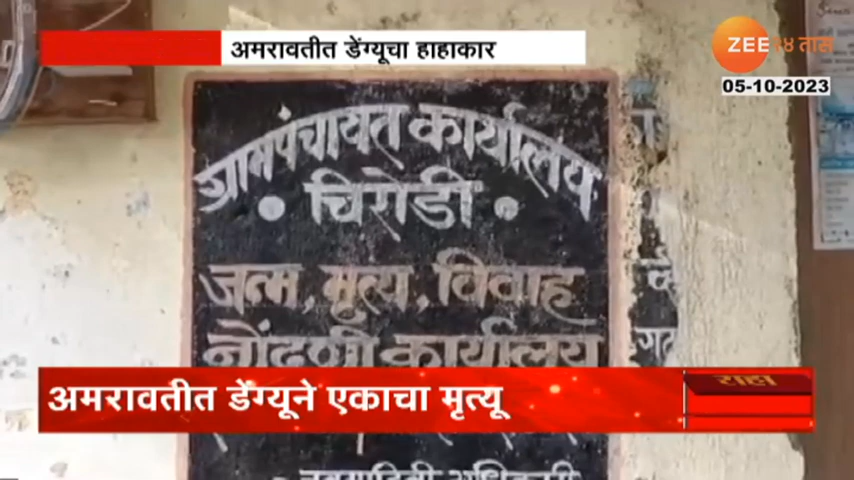 अमरावतीत डेंग्यूचा हाहाकार
ZEE २४ तास
05-10-2023
ग्रामपंचायत कार्यालय
चिरोडी
जन्म, मृत्य, विवाह
नोंदणी कार्यालय
अमरावतीत डेंग्यूने एकाचा मृत्यू